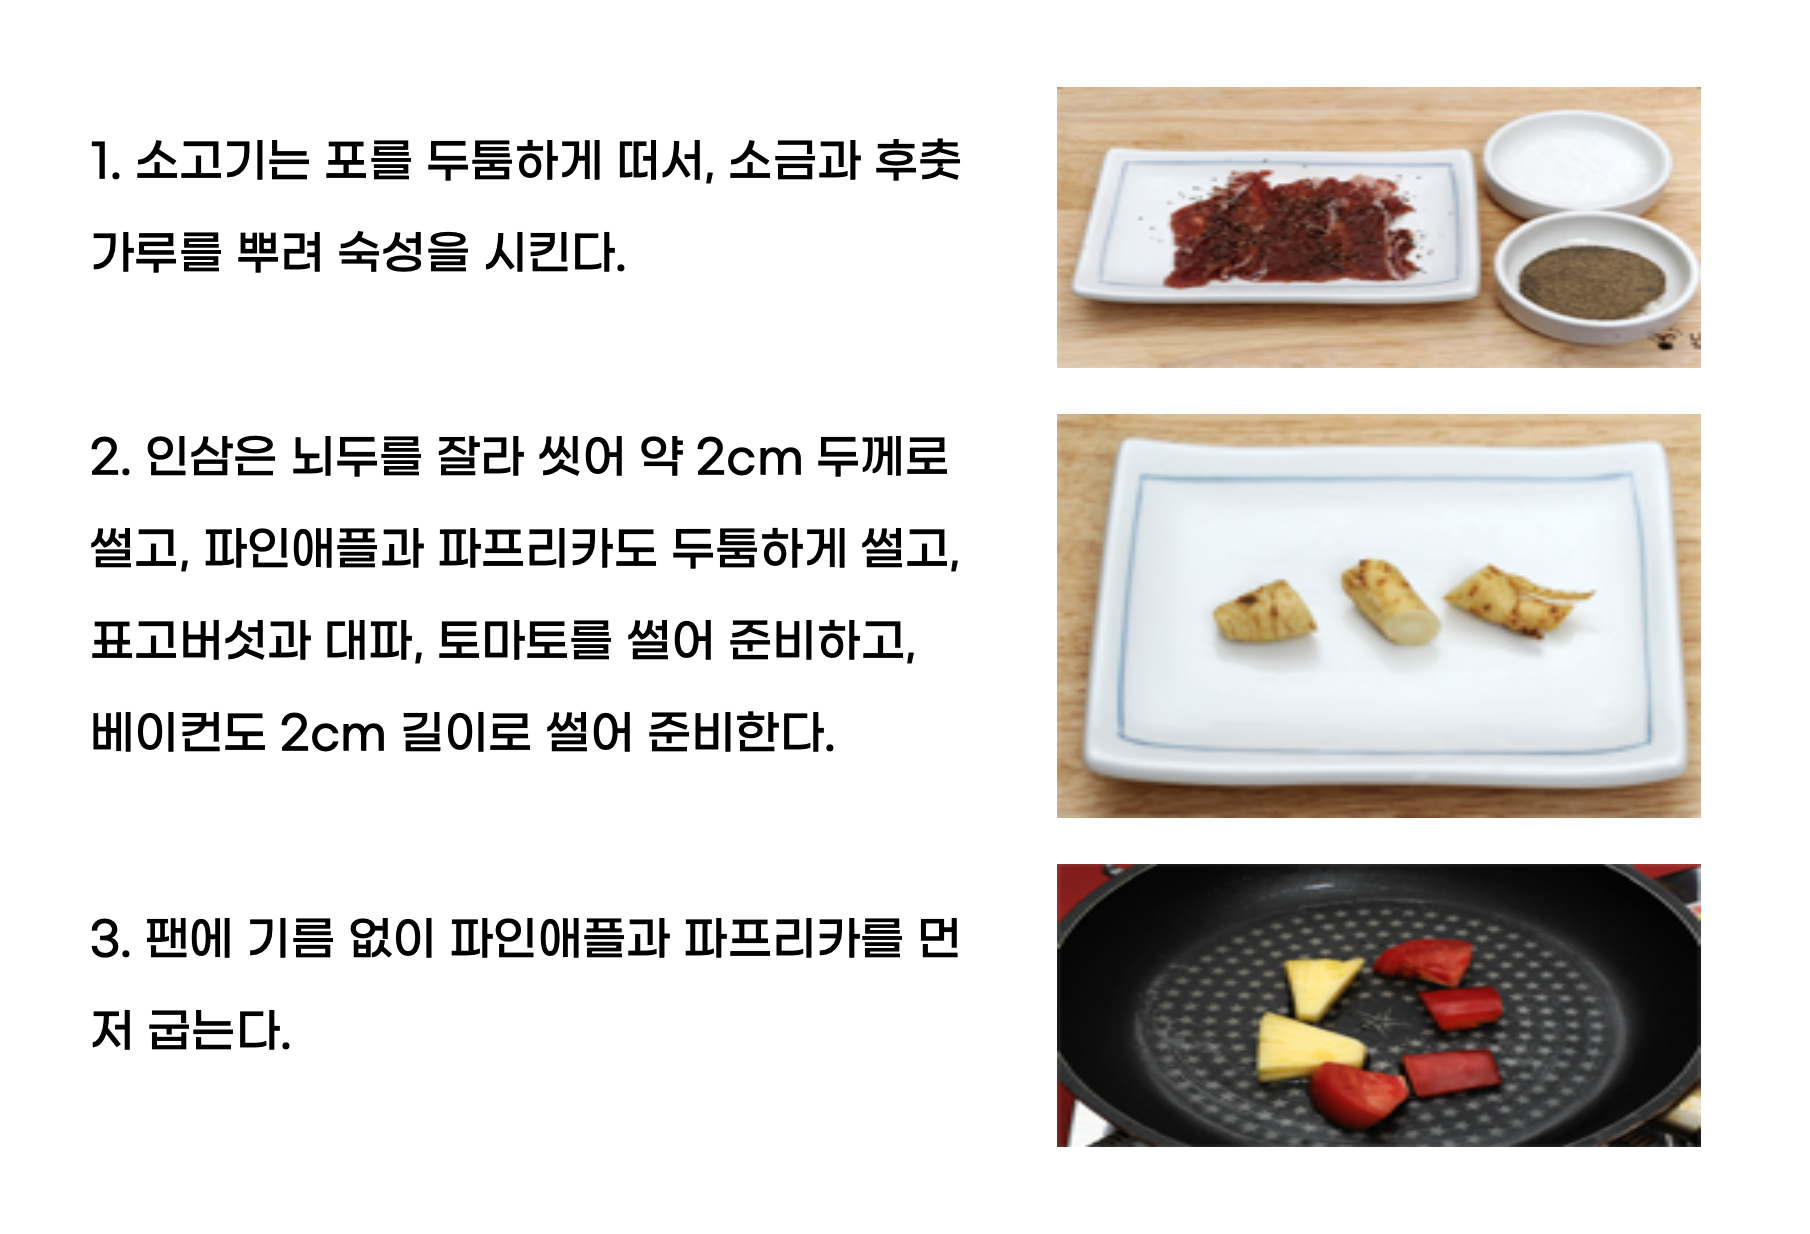 1. 소고기는 포를 두툼하게 떠서, 소금과 후춧
가루를 뿌려 숙성을 시킨다.
2. 인삼은 뇌두를 잘라 씻어 약 2cm 두께로
썰고, 파인애플과 파프리카도 두툼하게 썰고,
표고버섯과 대파, 토마토를 썰어 준비하고,
베이컨도 2cm 길이로 썰어 준비한다.
3. 팬에 기름 없이 파인애플과 파프리카를 먼
저 굽는다.